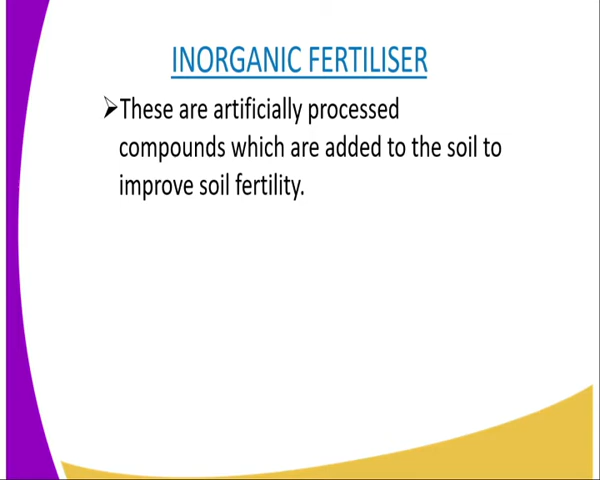 INORGANIC FERTILISER
➢These are artificially processed
compounds which are added to the soil to
improve soil fertility.